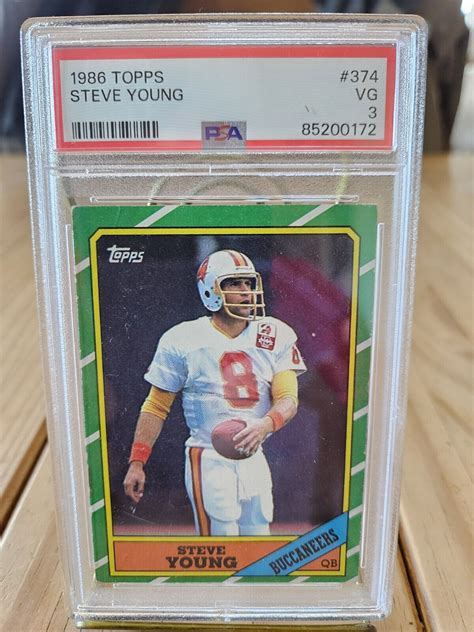 1986 TOPPS #374
STEVE YOUNG VG
3
PSA 85200172
TOPPS
8
STEVE
YOUNG
BUCCANEERS
QB